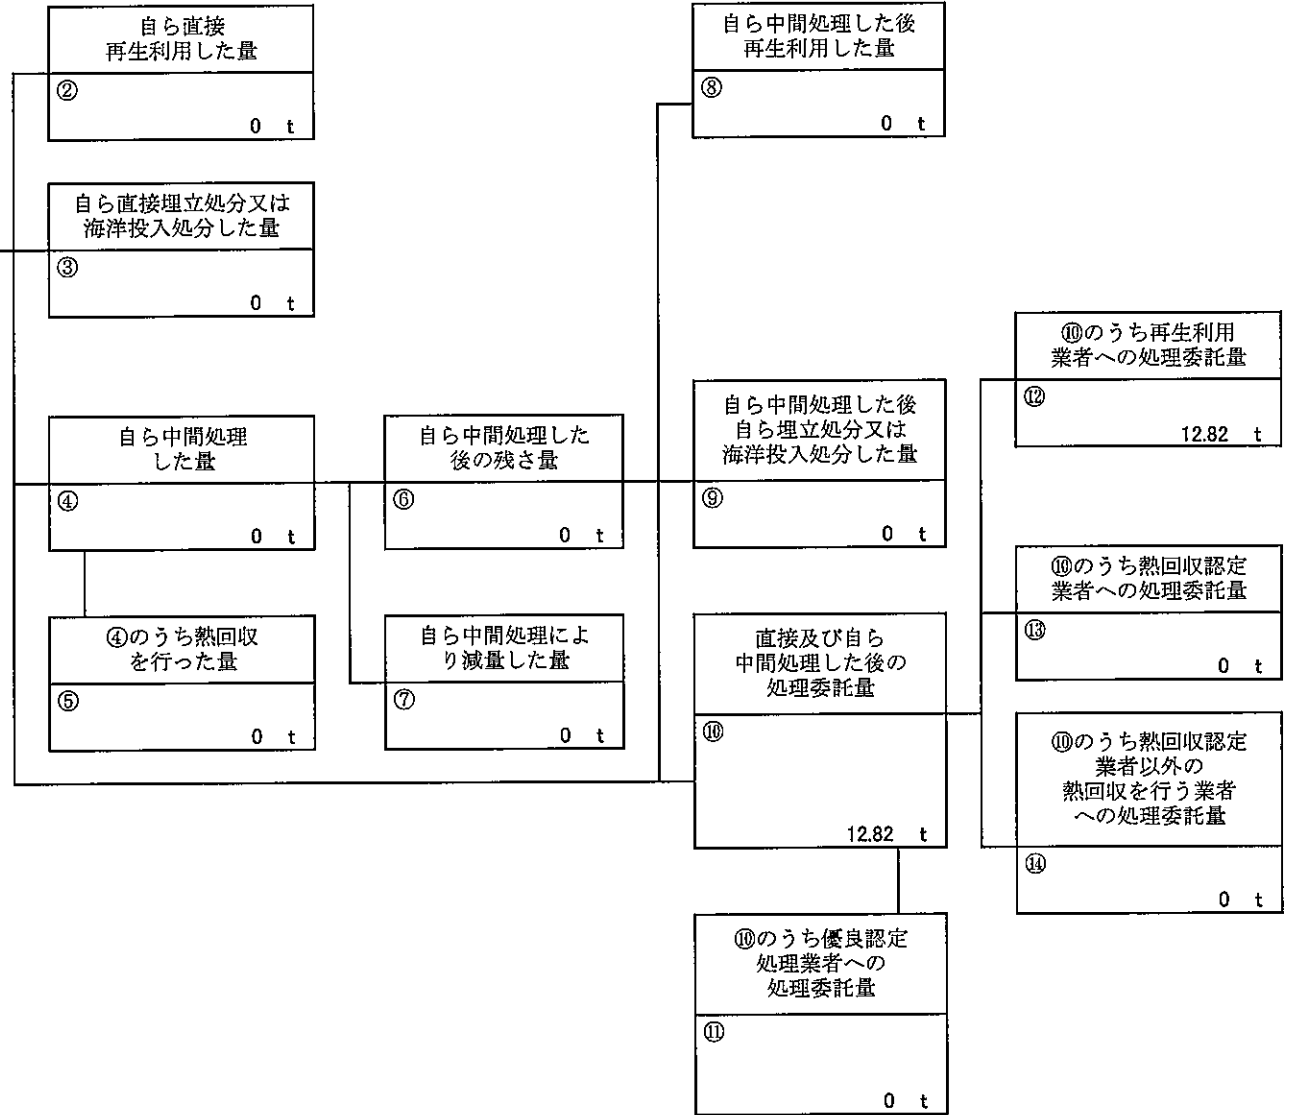 自ら直接
再生利用した量
②
0 t
自ら直接埋立処分又は
海洋投入処分した量
③
0 t
自ら中間処理
した量
④
0 t
④のうち熱回収
を行った量
⑤
0 t
自ら中間処理した
後の残さ量
⑥
0 t
自ら中間処理によ
り減量した量
⑦
0 t
自ら中間処理した後
再生利用した量
⑧
0 t
自ら中間処理した後
自ら埋立処分又は
海洋投入処分した量
⑨
0 t
直接及び自ら
中間処理した後の
処理委託量
⑩
12.82 t
⑩のうち優良認定
処理業者への
処理委託量
⑪
0 t
⑩のうち再生利用
業者への処理委託量
⑫
12.82 t
⑩のうち熱回収認定
業者への処理委託量
⑬
0 t
⑩のうち熱回収認定
業者以外の
熱回収を行う業者
への処理委託量
⑭
0 t